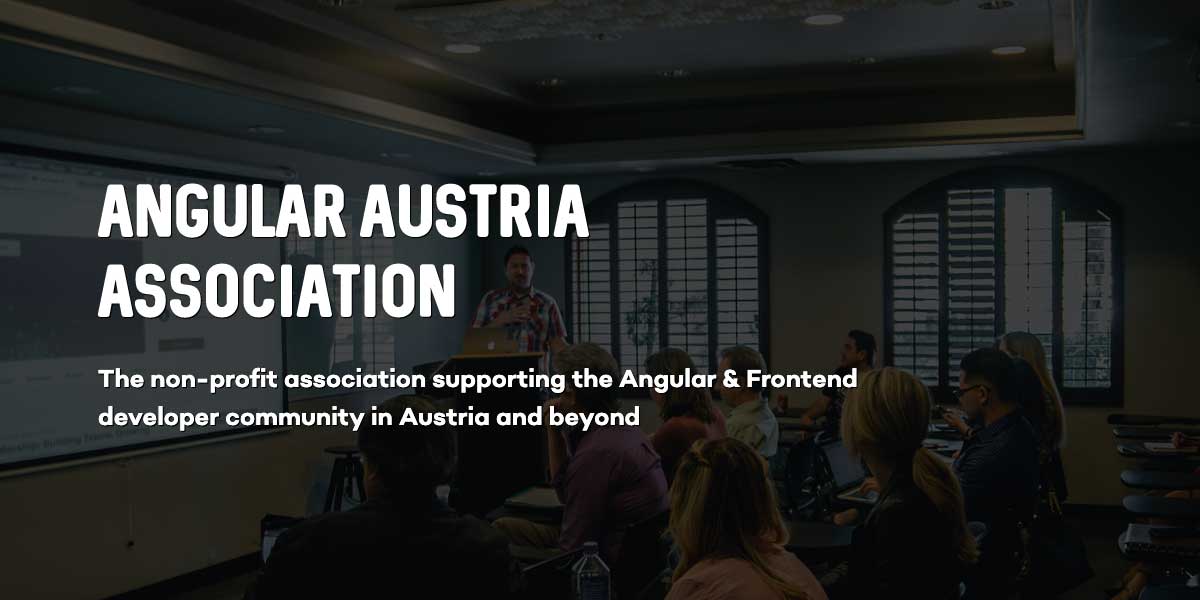 ANGULAR AUSTRIA
ASSOCIATION
The non-profit association supporting the Angular & Frontend
developer community in Austria and beyond